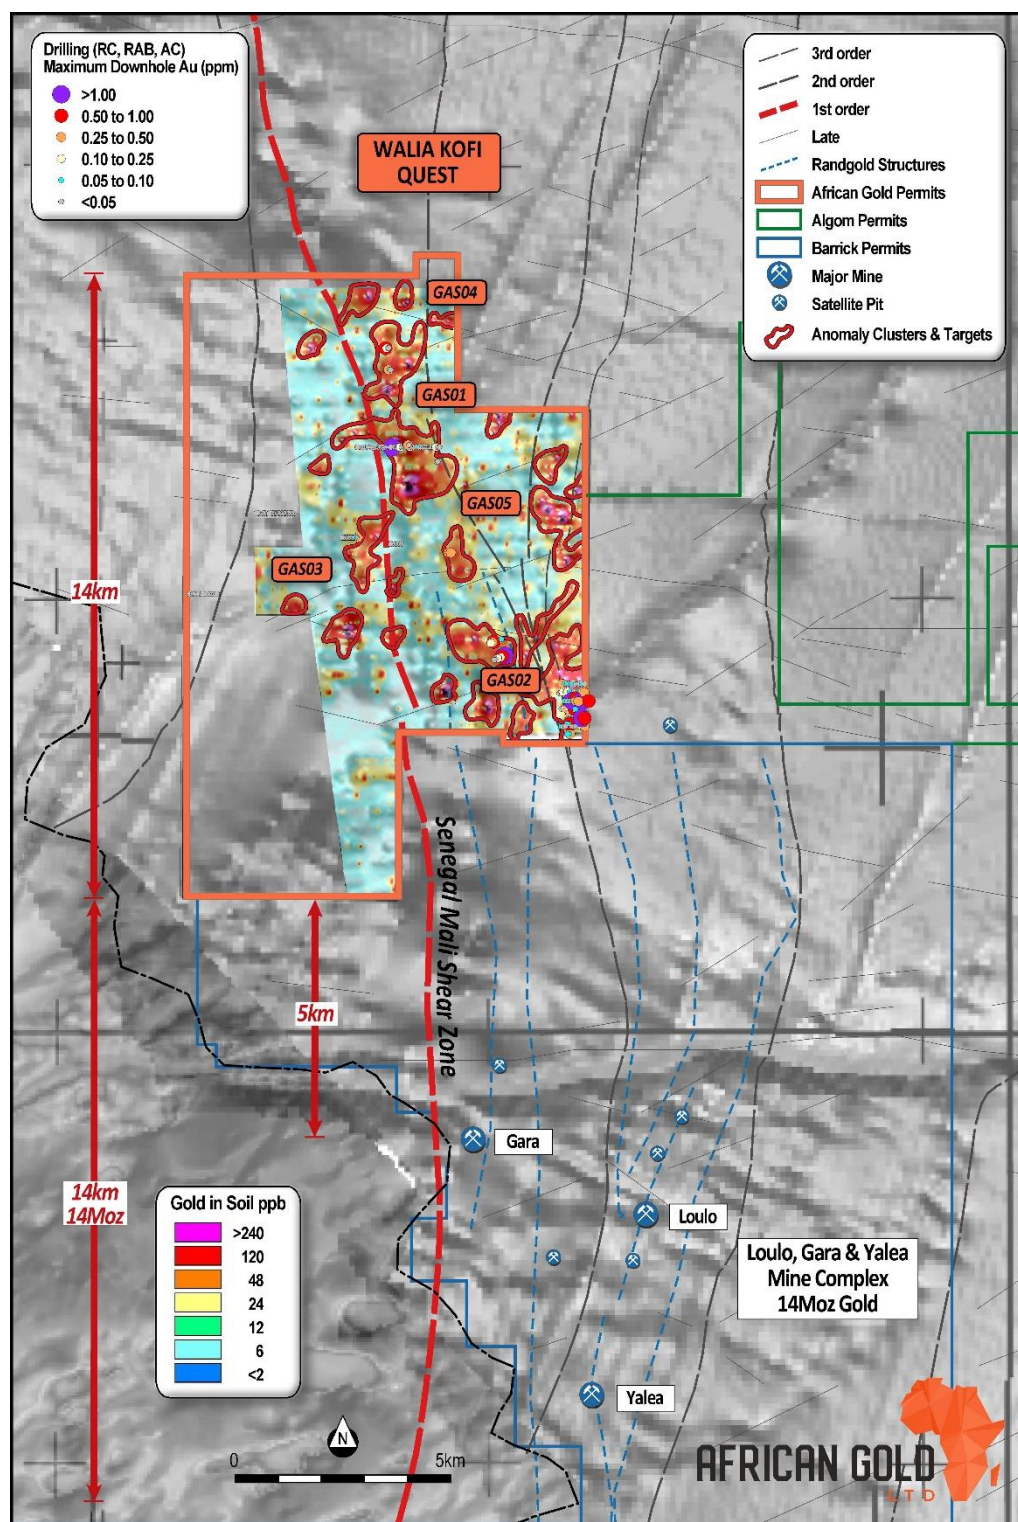 Drilling (RC, RAB, AC)
Maximum Downhole Au (ppm)
>1.00
0.50 to 1.00
0.25 to 0.50
0.10 to 0.25
0.05 to 0.10
<0.05
WALIA KOFI
QUEST
3rd order
2nd order
1st order
Late
Randgold Structures
African Gold Permits
Algom Permits
Barrick Permits
Major Mine
Satellite Pit
Anomaly Clusters & Targets
GAS04
GAS01
GAS05
GAS03
GAS02
14km
Senegal Mali Shear Zone
5km
14km
14Moz
Gara
Loulo
Yalea
Loulo, Gara & Yalea
Mine Complex
14Moz Gold
Gold in Soil ppb
>240
120
48
24
12
6
<2
N
0
5km
AFRICAN GOLD
LTD